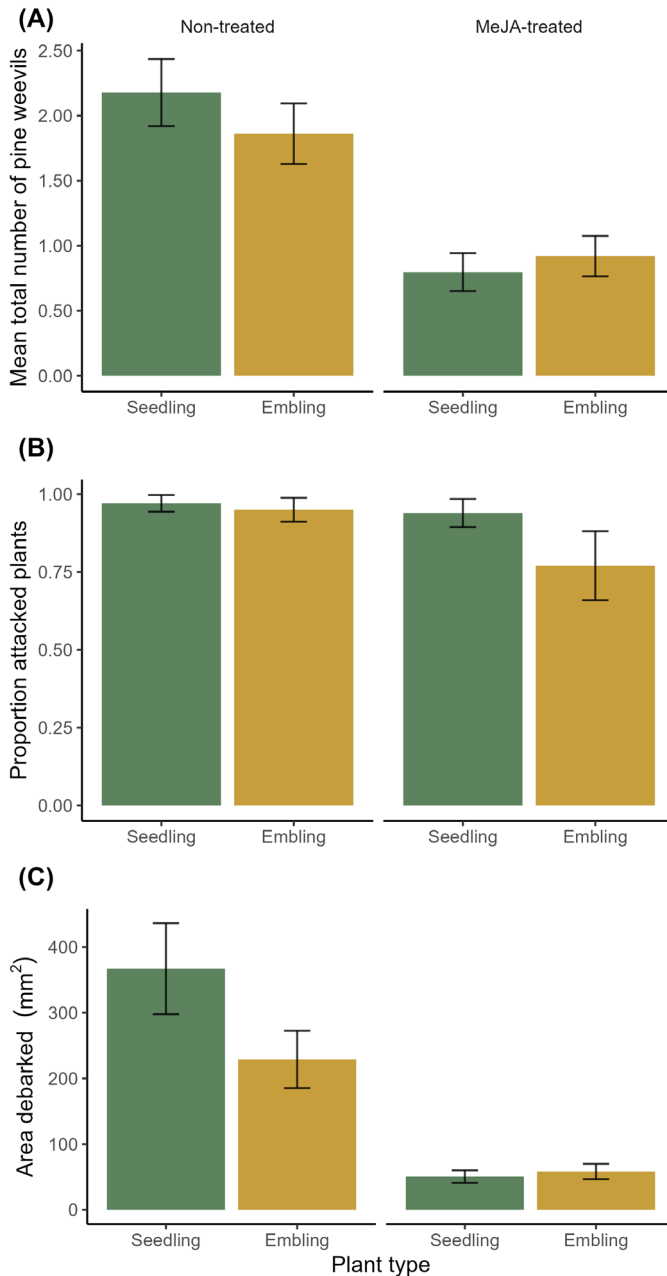 (A)
Non-treated
MeJA-treated
Mean total number of pine weevils
2.50
2.00
1.50
1.00
0.50
0.00
Seedling
Embling
Seedling
Embling
(B)
Proportion attacked plants
1.00
0.75
0.50
0.25
0.00
Seedling
Embling
Seedling
Embling
(C)
Area debarked (mm²)
400
300
200
100
0
Seedling
Embling
Seedling
Embling
Plant type